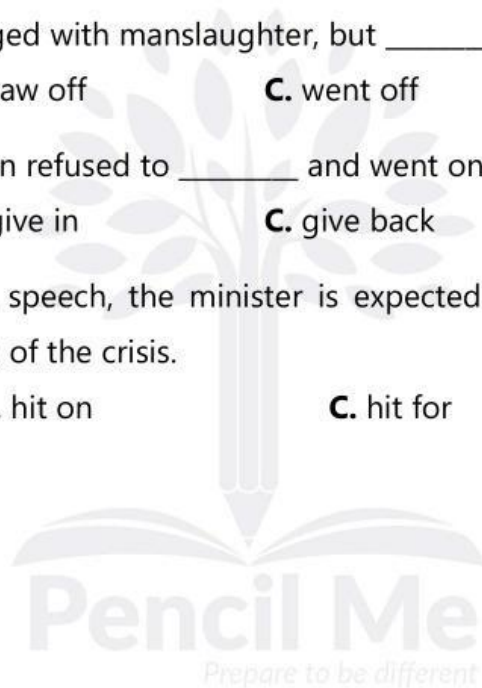 ged with manslaughter, but ________
aw off C. went off
n refused to ________ and went on
give in C. give back
speech, the minister is expected
of the crisis.
. hit on C. hit for
Pencil Me
Prepare to be different